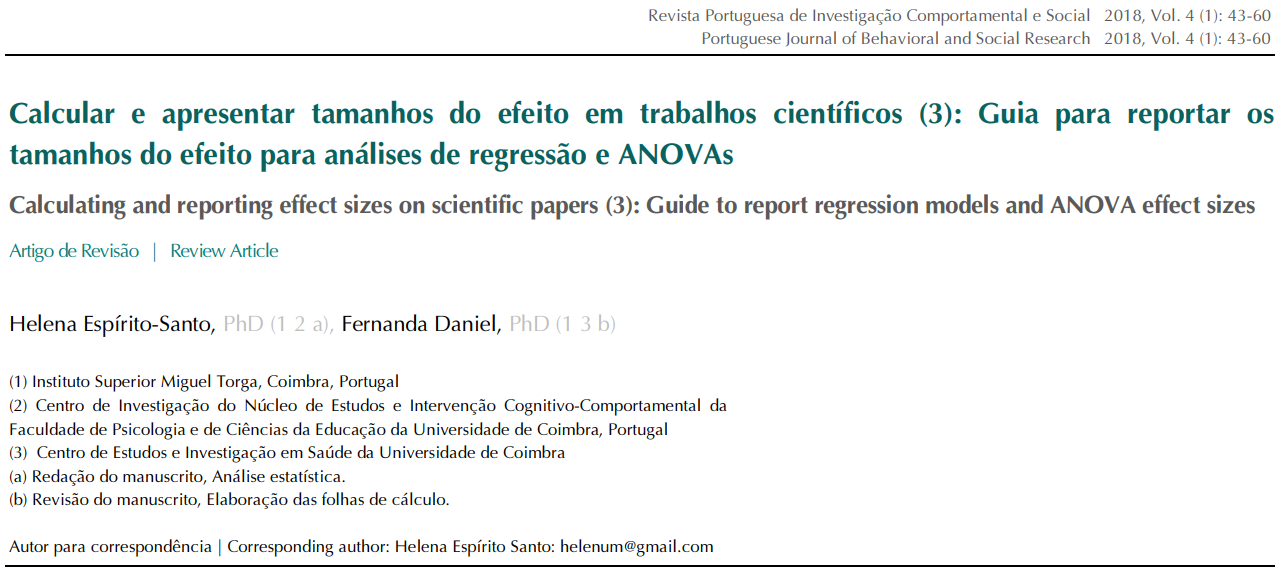 Revista Portuguesa de Investigação Comportamental e Social 2018, Vol. 4 (1): 43-60
Portuguese Journal of Behavioral and Social Research 2018, Vol. 4 (1): 43-60
Calcular e apresentar tamanhos do efeito em trabalhos científicos (3): Guia para reportar os
tamanhos do efeito para análises de regressão e ANOVAs
Calculating and reporting effect sizes on scientific papers (3): Guide to report regression models and ANOVA effect sizes
Artigo de Revisão | Review Article
Helena Espírito-Santo, PhD (1 2 a), Fernanda Daniel, PhD (1 3 b)
(1) Instituto Superior Miguel Torga, Coimbra, Portugal
(2) Centro de Investigação do Núcleo de Estudos e Intervenção Cognitivo-Comportamental da
Faculdade de Psicologia e de Ciências da Educação da Universidade de Coimbra, Portugal
(3) Centro de Estudos e Investigação em Saúde da Universidade de Coimbra
(a) Redação do manuscrito, Análise estatística.
(b) Revisão do manuscrito, Elaboração das folhas de cálculo.
Autor para correspondência | Corresponding author: Helena Espírito Santo: helenum@gmail.com